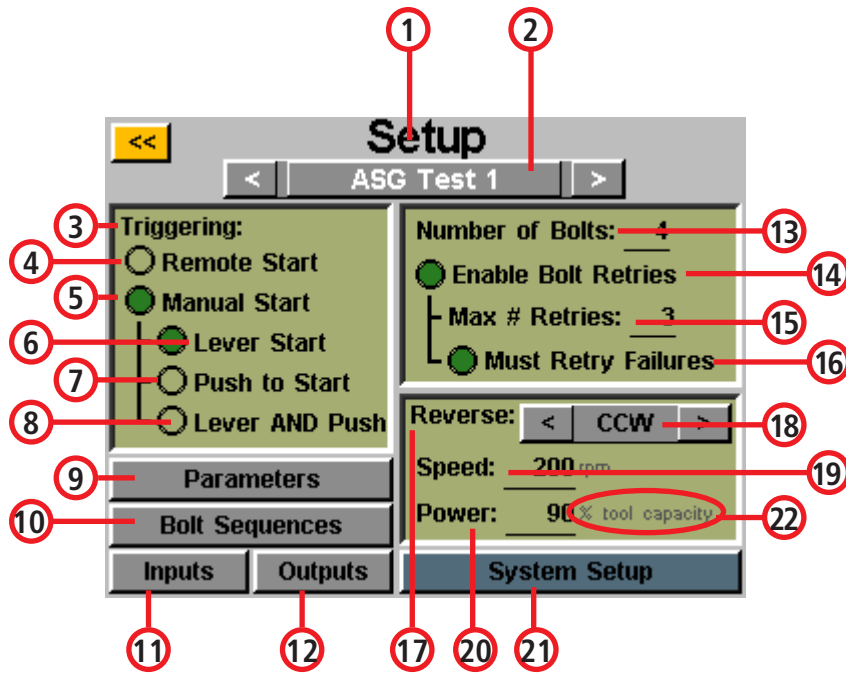 1 2
<< Setup
< ASG Test 1 >
3 Triggering:
4 Remote Start
5 Manual Start
6 Lever Start
7 Push to Start
8 Lever AND Push
9 Parameters
10 Bolt Sequences
Inputs Outputs
11 12
Number of Bolts: 4 13
Enable Bolt Retries 14
Max # Retries: 3 15
Must Retry Failures 16
Reverse: < CCW > 18
Speed: 200 rpm 19
Power: 90 % tool capacity 22
System Setup
17 20 21